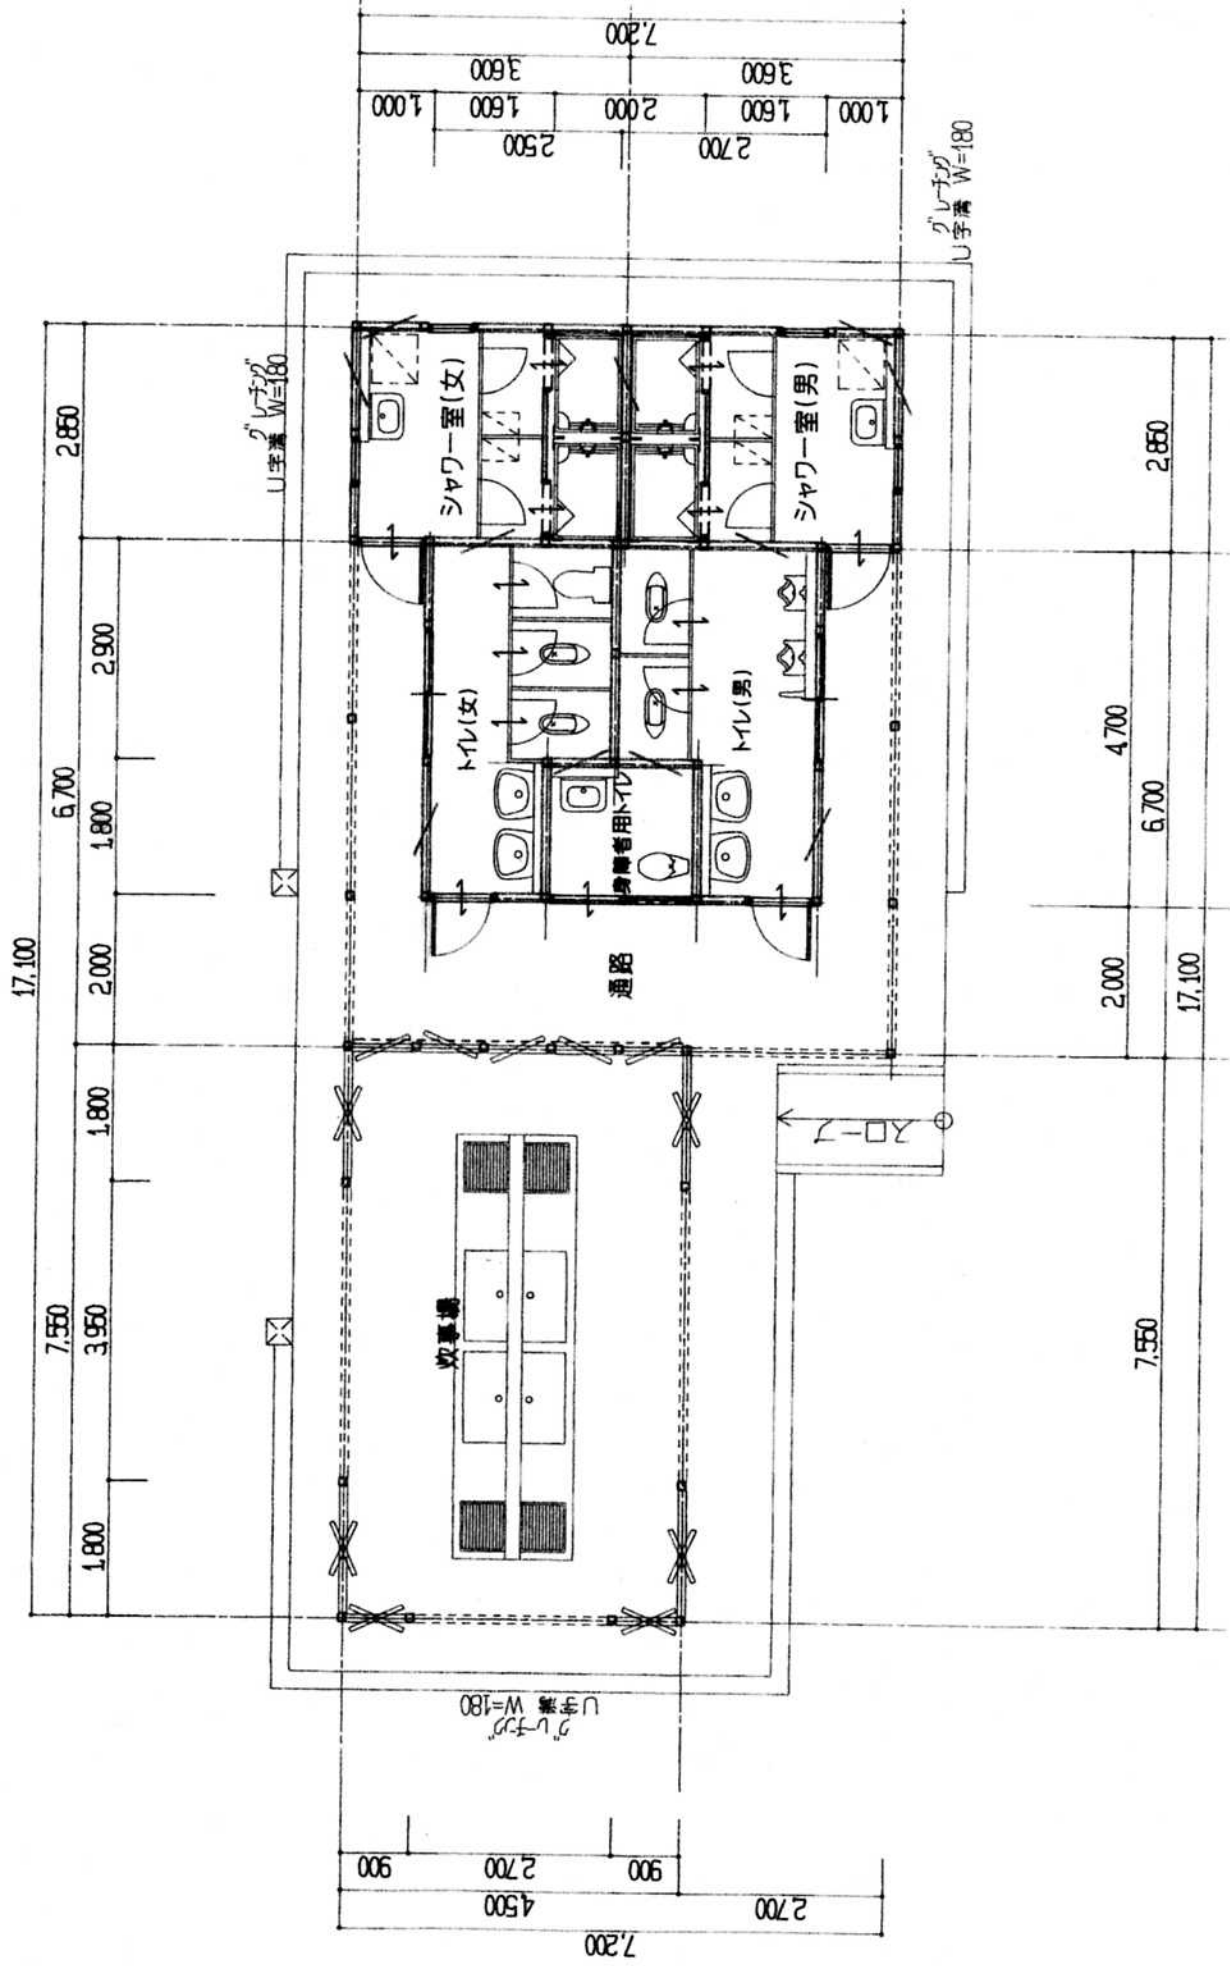 7,200
3,600
3,600
1,000
1,600
2,000
1,600
1,000
2,500
2,700
グレーチング
U字溝 W=180
グレーチング
U字溝 W=180
17,100
2,850
6,700
7,550
2,900
1,800
2,000
1,800
3,950
1,800
シャワー室(女)
シャワー室(男)
トイレ(女)
トイレ(男)
身障者用トイレ
通路
炊事場
スロープ
2,850
4,700
6,700
2,000
17,100
7,550
グレーチング
U字溝 W=180
900
2,700
900
4,500
2,700
7,200